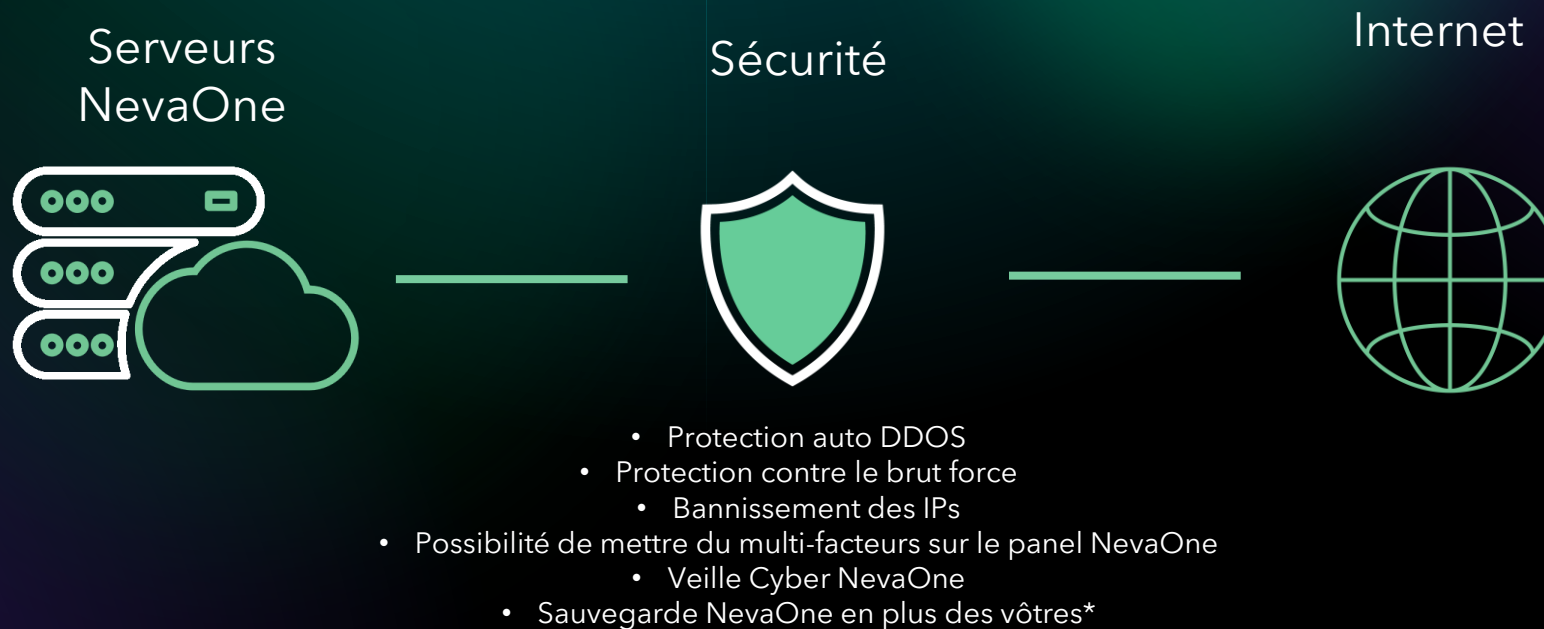 Serveurs
NevaOne
Sécurité
Internet
• Protection auto DDOS
• Protection contre le brut force
• Bannissement des IPs
• Possibilité de mettre du multi-facteurs sur le panel NevaOne
• Veille Cyber NevaOne
• Sauvegarde NevaOne en plus des vôtres*